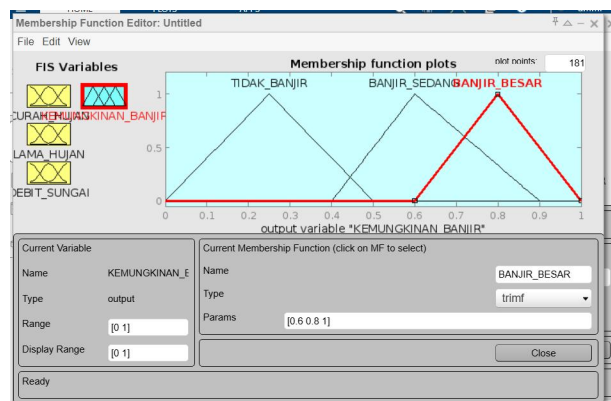 Membership Function Editor: Untitled
File Edit View
FIS Variables
Membership function plots
plot points:
181
TIDAK_BANJIR
BANJIR_SEDANG
BANJIR_BESAR
CURAH_HUJAN
KEMUNGKINAN_BANJIR
LAMA_HUJAN
DEBIT_SUNGAI
1
0.5
0
0 0.1 0.2 0.3 0.4 0.5 0.6 0.7 0.8 0.9 1
output variable "KEMUNGKINAN_BANJIR"
Current Variable
Name KEMUNGKINAN_E
Type output
Range [0 1]
Display Range [0 1]
Current Membership Function (click on MF to select)
Name BANJIR_BESAR
Type trimf
Params [0.6 0.8 1]
Close
Ready